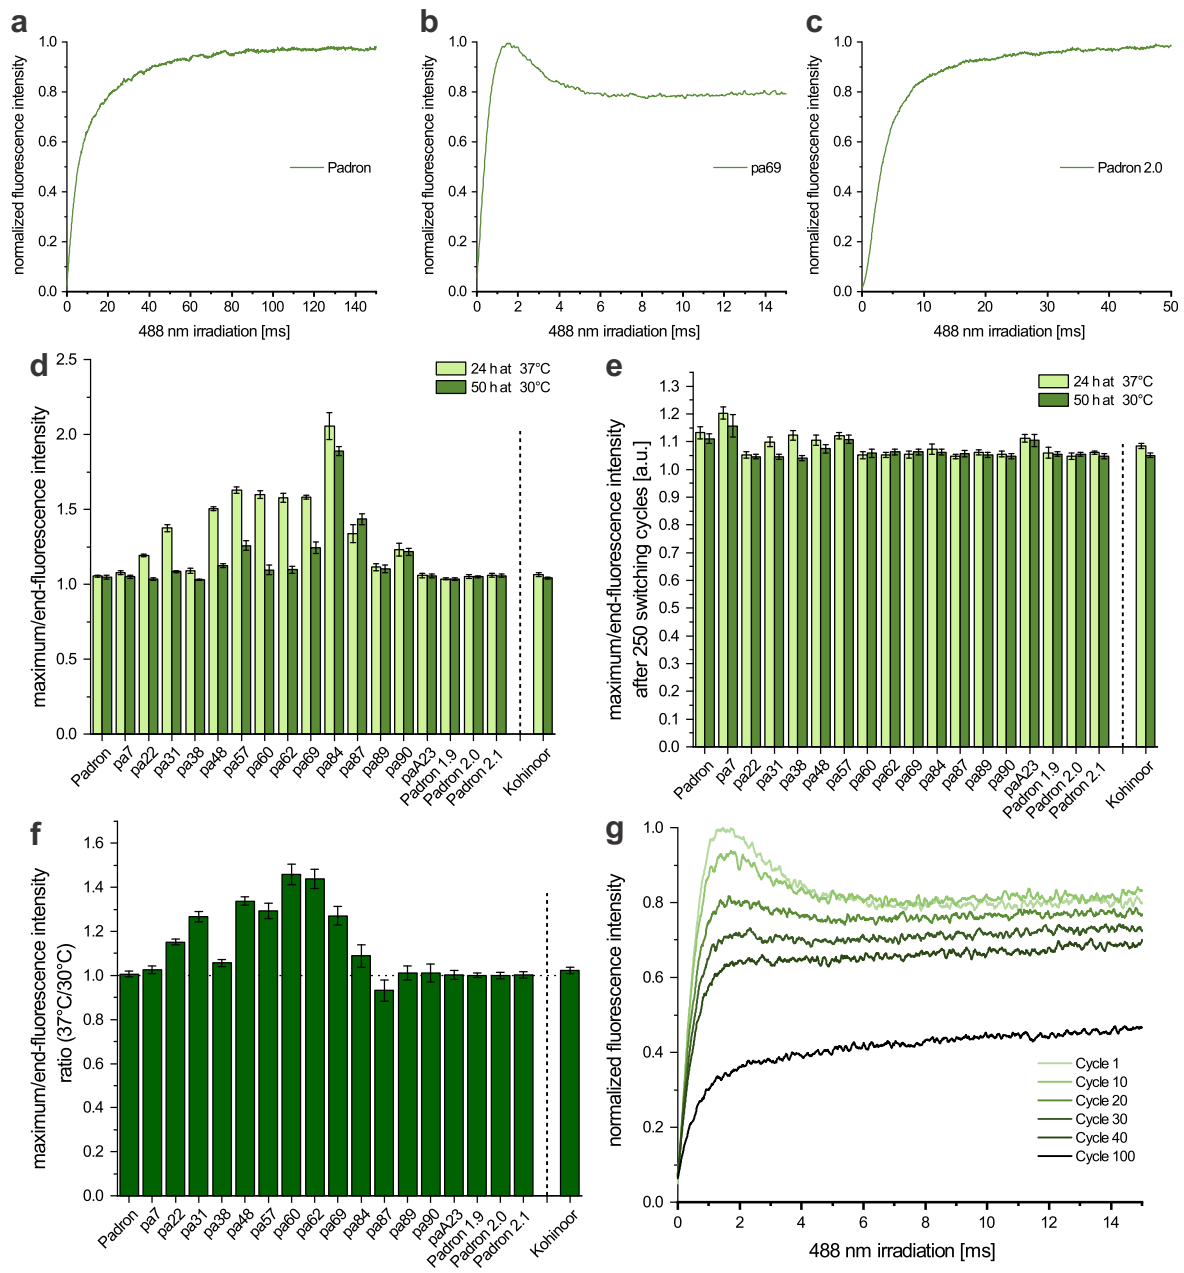 a
normalized fluorescence intensity
1.0
0.8
0.6
0.4
0.2
0.0
0 20 40 60 80 100 120 140
488 nm irradiation [ms]
Padron
b
normalized fluorescence intensity
1.0
0.8
0.6
0.4
0.2
0.0
0 2 4 6 8 10 12 14
488 nm irradiation [ms]
pa69
c
normalized fluorescence intensity
1.0
0.8
0.6
0.4
0.2
0.0
0 10 20 30 40 50
488 nm irradiation [ms]
Padron 2.0
d
maximum/end-fluorescence intensity
2.5
2.0
1.5
1.0
0.5
0.0
24 h at 37°C
50 h at 30°C
Padron
pa7
pa22
pa31
pa38
pa48
pa57
pa60
pa62
pa69
pa84
pa87
pa89
pa90
paA23
Padron 1.9
Padron 2.0
Padron 2.1
Kohinoor
e
maximum/end-fluorescence intensity
after 250 switching cycles [a.u.]
1.3
1.2
1.1
1.0
0.9
0.8
0.7
0.6
0.5
0.4
0.3
0.2
0.1
0.0
24 h at 37°C
50 h at 30°C
Padron
pa7
pa22
pa31
pa38
pa48
pa57
pa60
pa62
pa69
pa84
pa87
pa89
pa90
paA23
Padron 1.9
Padron 2.0
Padron 2.1
Kohinoor
f
maximum/end-fluorescence intensity
ratio (37°C/30°C)
1.6
1.4
1.2
1.0
0.8
0.6
0.4
0.2
0.0
Padron
pa7
pa22
pa31
pa38
pa48
pa57
pa60
pa62
pa69
pa84
pa87
pa89
pa90
paA23
Padron 1.9
Padron 2.0
Padron 2.1
Kohinoor
g
normalized fluorescence intensity
1.0
0.8
0.6
0.4
0.2
0.0
0 2 4 6 8 10 12 14
488 nm irradiation [ms]
Cycle 1
Cycle 10
Cycle 20
Cycle 30
Cycle 40
Cycle 100